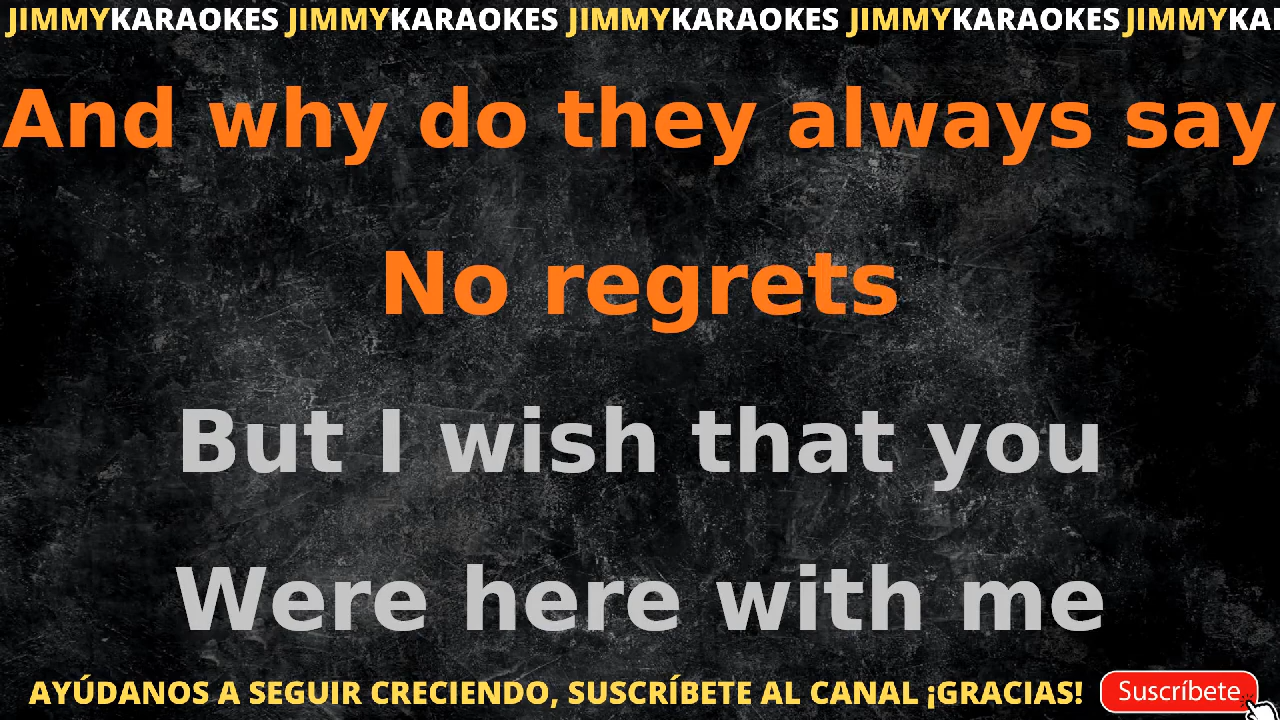 JIMMYKARAOKES JIMMYKARAOKES JIMMYKARAOKES JIMMYKARAOKES JIMMYKA
And why do they always say
No regrets
But I wish that you
Were here with me
AYÚDANOS A SEGUIR CRECIENDO, SUSCRÍBETE AL CANAL ¡GRACIAS! Suscríbete